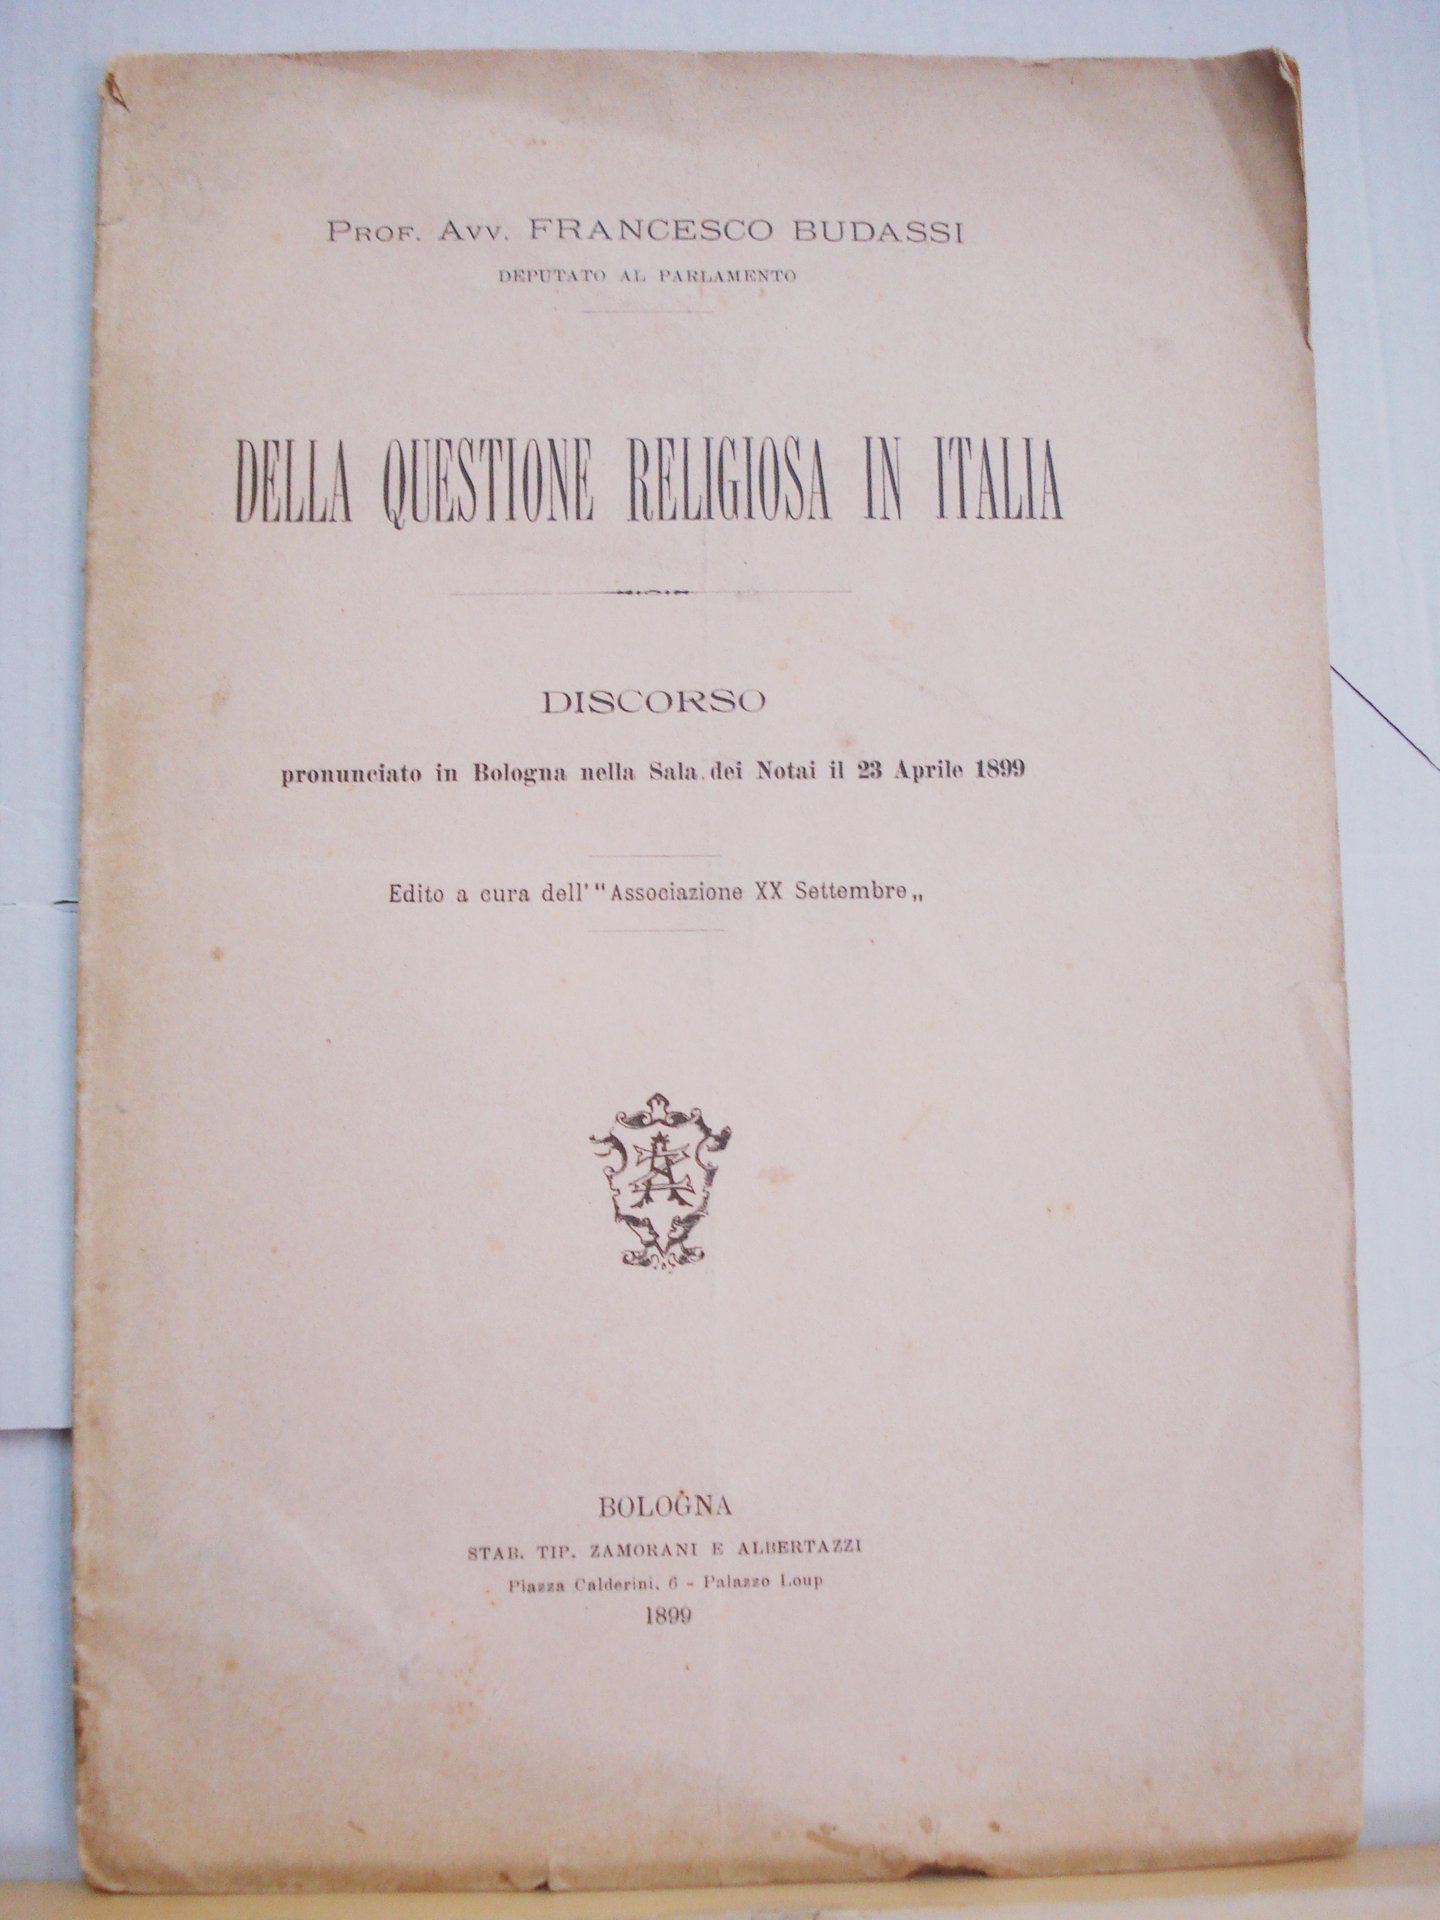 PROF. AVV. FRANCESCO BUDASSI
DEPUTATO AL PARLAMENTO
DELLA QUESTIONE RELIGIOSA IN ITALIA
DISCORSO
pronunciato in Bologna nella Sala dei Notai il 23 Aprile 1899
Edito a cura dell'"Associazione XX Settembre„
BOLOGNA
STAB. TIP. ZAMORANI E ALBERTAZZI
Piazza Calderini, 6 - Palazzo Loup
1899